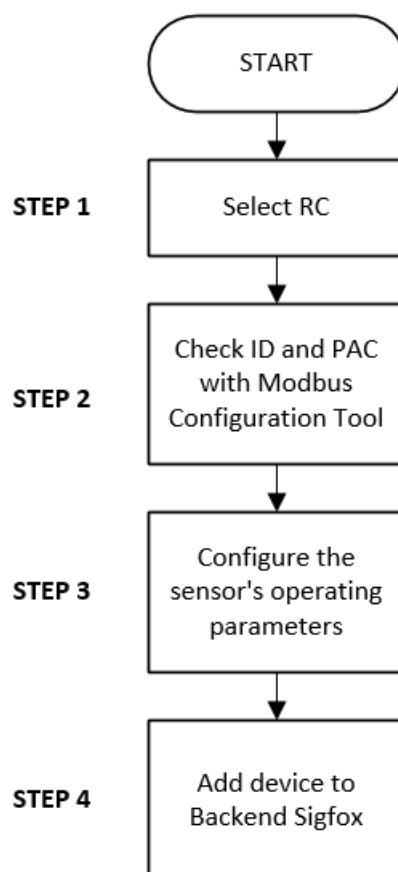 START
STEP 1
Select RC
STEP 2
Check ID and PAC
with Modbus
Configuration Tool
STEP 3
Configure the
sensor's operating
parameters
STEP 4
Add device to
Backend Sigfox